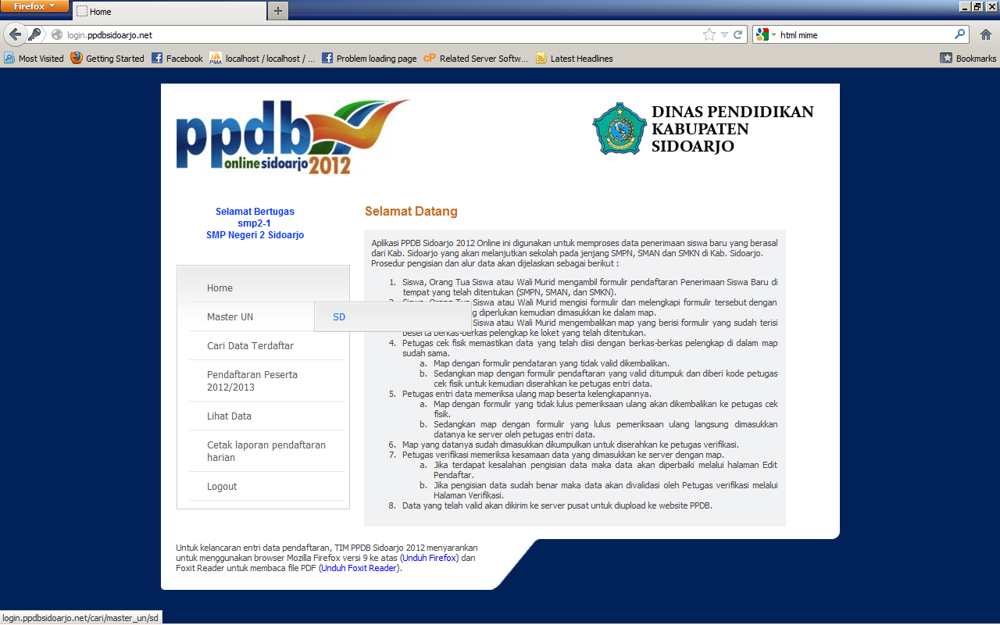 Firefox
Home
login.ppdbsidoarjo.net
html mime
Most Visited
Getting Started
Facebook
localhost / localhost / ...
Problem loading page
Related Server Softw...
Latest Headlines
Bookmarks
ppdb
onlinesidoarjo2012
DINAS PENDIDIKAN
KABUPATEN
SIDOARJO
Selamat Bertugas
smp2-1
SMP Negeri 2 Sidoarjo
Home
Master UN
SD
Cari Data Terdaftar
Pendaftaran Peserta
2012/2013
Lihat Data
Cetak laporan pendaftaran
harian
Logout
Selamat Datang
Aplikasi PPDB Sidoarjo 2012 Online ini digunakan untuk memproses data penerimaan siswa baru yang berasal
dari Kab. Sidoarjo yang akan melanjutkan sekolah pada jenjang SMPN, SMAN dan SMKN di Kab. Sidoarjo.
Prosedur pengisian dan alur data akan dijelaskan sebagai berikut :
1. Siswa, Orang Tua Siswa atau Wali Murid mengambil formulir pendaftaran Penerimaan Siswa Baru di
tempat yang telah ditentukan (SMPN, SMAN, dan SMKN).
2. Siswa, Orang Tua Siswa atau Wali Murid mengisi formulir dan melengkapi formulir tersebut dengan
diperlukan kemudian dimasukkan ke dalam map.
Siswa atau Wali Murid mengembalikan map yang berisi formulir yang sudah terisi
beserta berkas-berkas pelengkap ke loket yang telah ditentukan.
4. Petugas cek fisik memastikan data yang telah diisi dengan berkas-berkas pelengkap di dalam map
sudah sama.
a. Map dengan formulir pendataran yang tidak valid dikembalikan.
b. Sedangkan map dengan formulir pendaftaran yang valid ditumpuk dan diberi kode petugas
cek fisik untuk kemudian diserahkan ke petugas entri data.
5. Petugas entri data memeriksa ulang map beserta kelengkapannya.
a. Map dengan formulir yang tidak lulus pemeriksaan ulang akan dikembalikan ke petugas cek
fisik.
b. Sedangkan map dengan formulir yang lulus pemeriksaan ulang langsung dimasukkan
datanya ke server oleh petugas entri data.
6. Map yang datanya sudah dimasukkan dikumpulkan untuk diserahkan ke petugas verifikasi.
7. Petugas verifikasi memeriksa kesamaan data yang dimasukkan ke server dengan map.
a. Jika terdapat kesalahan pengisian data maka data akan diperbaiki melalui halaman Edit
Pendaftar.
b. Jika pengisian data sudah benar maka data akan divalidasi oleh Petugas verifikasi melalui
Halaman Verifikasi.
8. Data yang telah valid akan dikirim ke server pusat untuk diupload ke website PPDB.
Untuk kelancaran entri data pendaftaran, TIM PPDB Sidoarjo 2012 menyarankan
untuk menggunakan browser Mozilla Firefox versi 9 ke atas (Unduh Firefox) dan
Foxit Reader untuk membaca file PDF (Unduh Foxit Reader).
login.ppdbsidoarjo.net/cari/master_un/sd